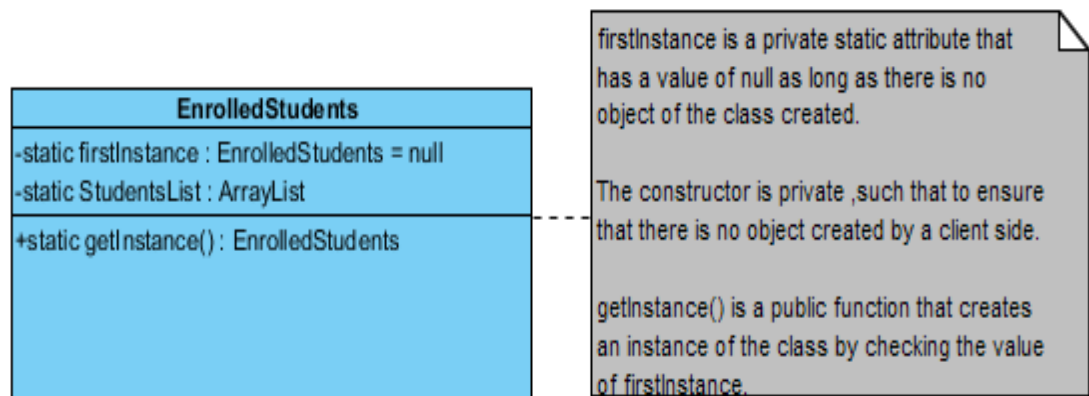 EnrolledStudents
-static firstInstance : EnrolledStudents = null
-static StudentsList : ArrayList
+static getInstance() : EnrolledStudents
firstInstance is a private static attribute that
has a value of null as long as there is no
object of the class created.
The constructor is private ,such that to ensure
that there is no object created by a client side.
getInstance() is a public function that creates
an instance of the class by checking the value
of firstInstance.